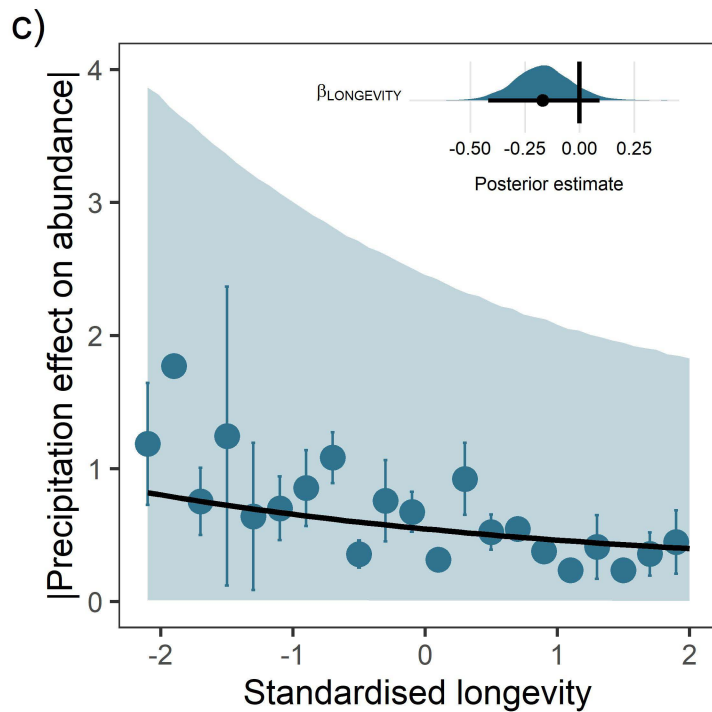 c)
|Precipitation effect on abundance|
4
3
2
1
0
-2 -1 0 1 2
Standardised longevity
βLONGEVITY
-0.50 -0.25 0.00 0.25
Posterior estimate